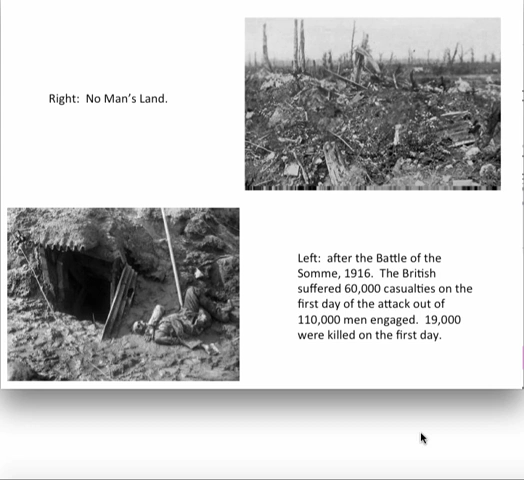 Right:  No Man's Land.
Left:  after the Battle of the
Somme, 1916.  The British
suffered 60,000 casualties on the
first day of the attack out of
110,000 men engaged.  19,000
were killed on the first day.